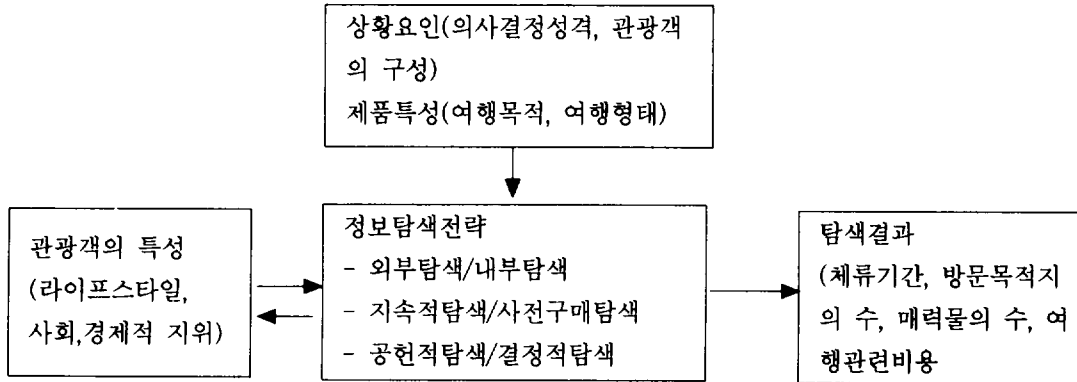 상황요인(의사결정성격, 관광객
의 구성)
제품특성(여행목적, 여행형태)
관광객의 특성
(라이프스타일,
사회,경제적 지위)
정보탐색전략
- 외부탐색/내부탐색
- 지속적탐색/사전구매탐색
- 공헌적탐색/결정적탐색
탐색결과
(체류기간, 방문목적지
의 수, 매력물의 수, 여
행관련비용